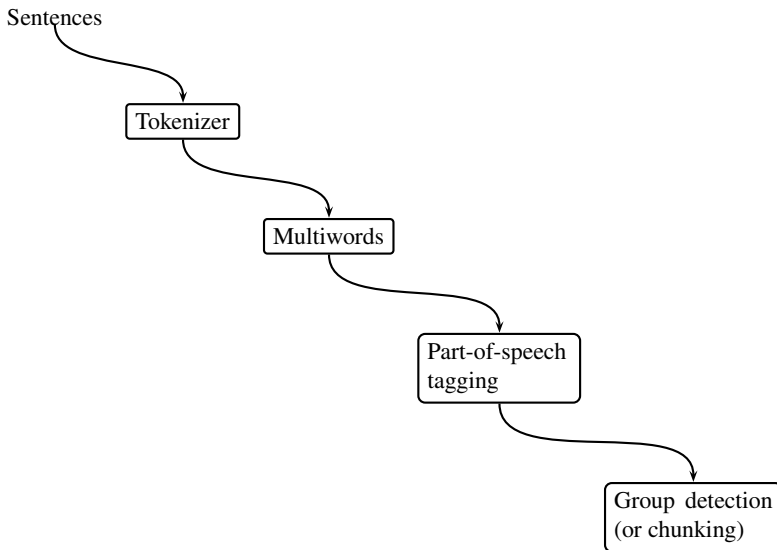 Sentences
Tokenizer
Multiwords
Part-of-speech
tagging
Group detection
(or chunking)